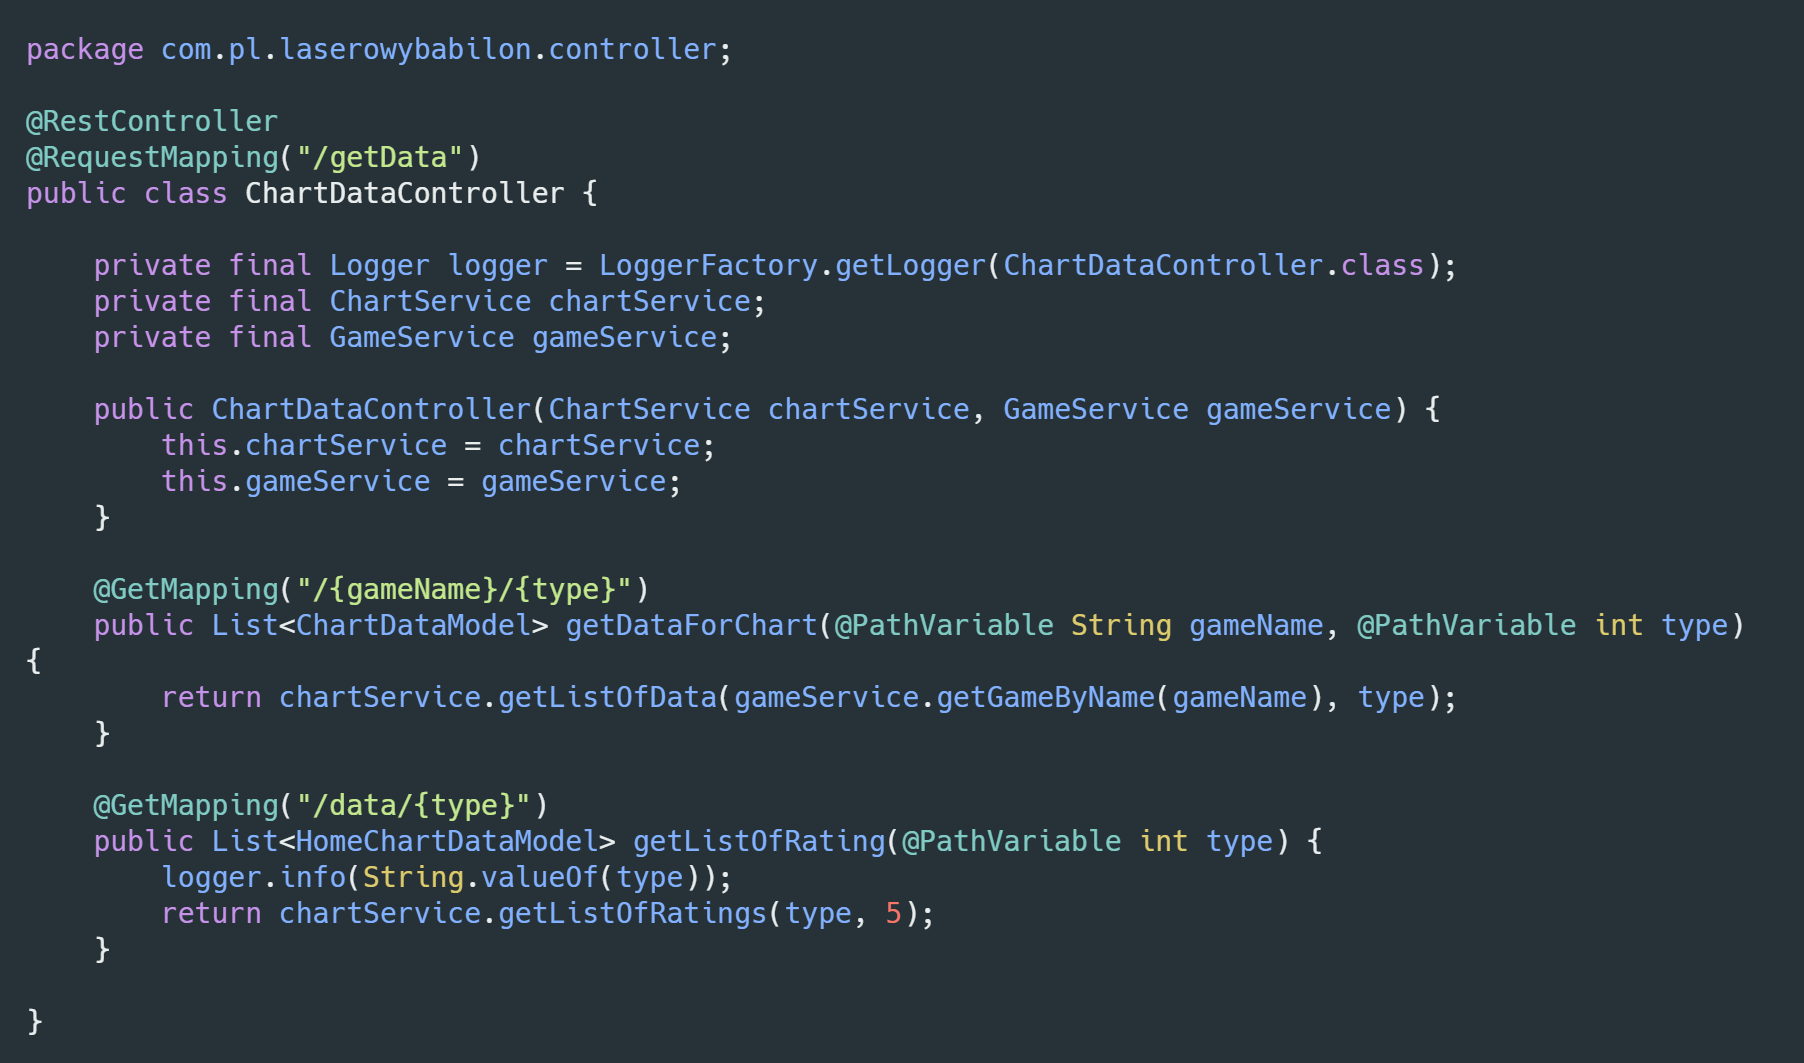 package com.pl.laserowybabilon.controller;
@RestController
@RequestMapping("/getData")
public class ChartDataController {
private final Logger logger = LoggerFactory.getLogger(ChartDataController.class);
private final ChartService chartService;
private final GameService gameService;
public ChartDataController(ChartService chartService, GameService gameService) {
this.chartService = chartService;
this.gameService = gameService;
}
@GetMapping("/{gameName}/{type}")
public List<ChartDataModel> getDataForChart(@PathVariable String gameName, @PathVariable int type)
{
return chartService.getListOfData(gameService.getGameByName(gameName), type);
}
@GetMapping("/data/{type}")
public List<HomeChartDataModel> getListOfRating(@PathVariable int type) {
logger.info(String.valueOf(type));
return chartService.getListOfRatings(type, 5);
}
}